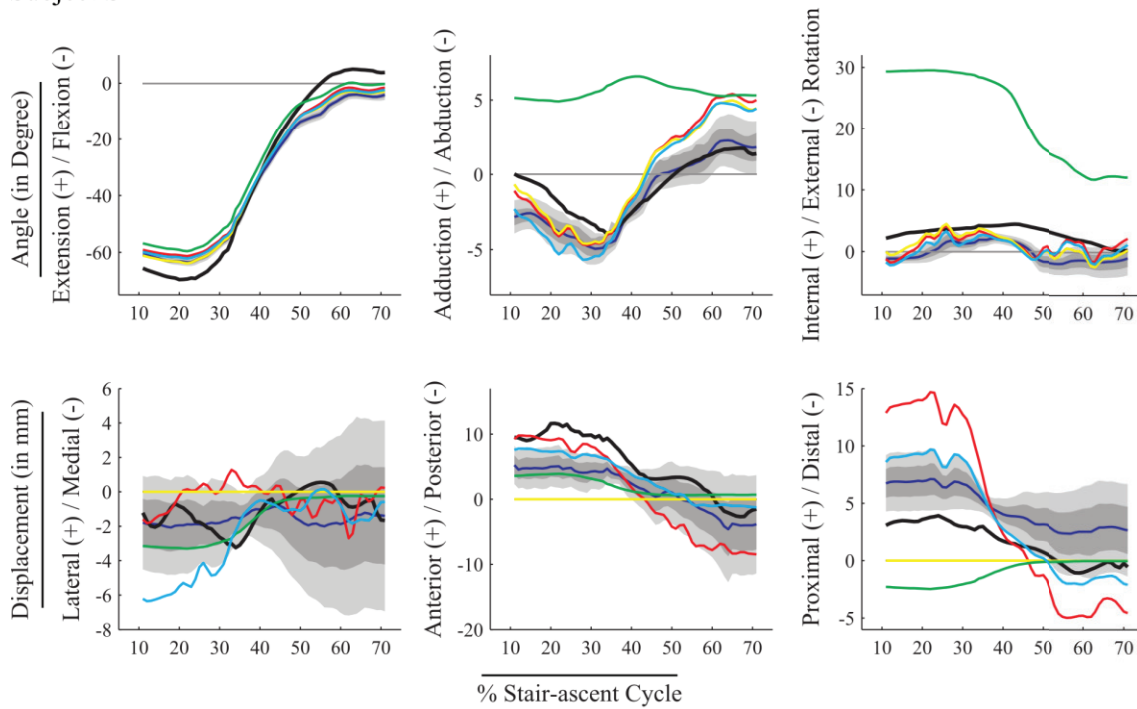 Angle (in Degree)
Extension (+) / Flexion (-)
0
-20
-40
-60
10 20 30 40 50 60 70
Adduction (+) / Abduction (-)
5
0
-5
10 20 30 40 50 60 70
Internal (+) / External (-) Rotation
30
20
10
0
10 20 30 40 50 60 70
Displacement (in mm)
Lateral (+) / Medial (-)
6
4
2
0
-2
-4
-6
-8
10 20 30 40 50 60 70
Anterior (+) / Posterior (-)
10
0
-10
-20
10 20 30 40 50 60 70
Proximal (+) / Distal (-)
15
10
5
0
-5
10 20 30 40 50 60 70
% Stair-ascent Cycle